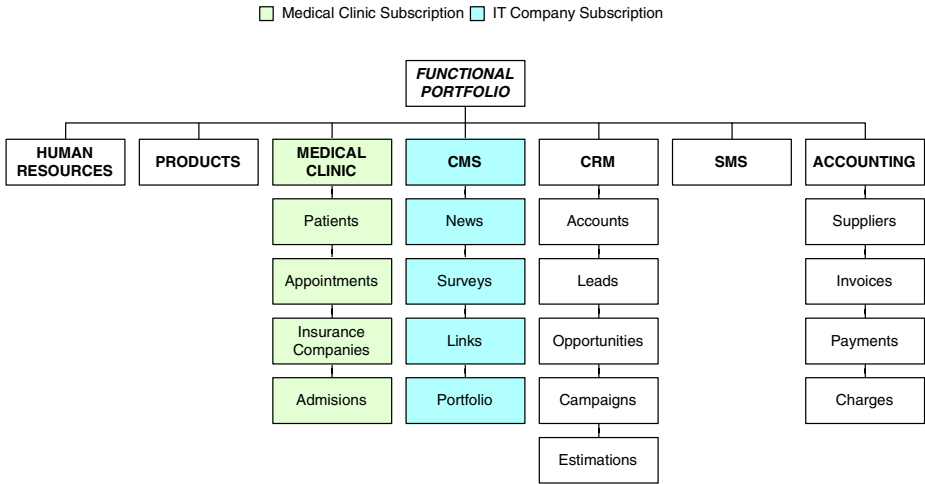 Medical Clinic Subscription IT Company Subscription
FUNCTIONAL
PORTFOLIO
HUMAN
RESOURCES
PRODUCTS
MEDICAL
CLINIC
CMS
CRM
SMS
ACCOUNTING
Patients
News
Accounts
Suppliers
Appointments
Surveys
Leads
Invoices
Insurance
Companies
Links
Opportunities
Payments
Admisions
Portfolio
Campaigns
Charges
Estimations